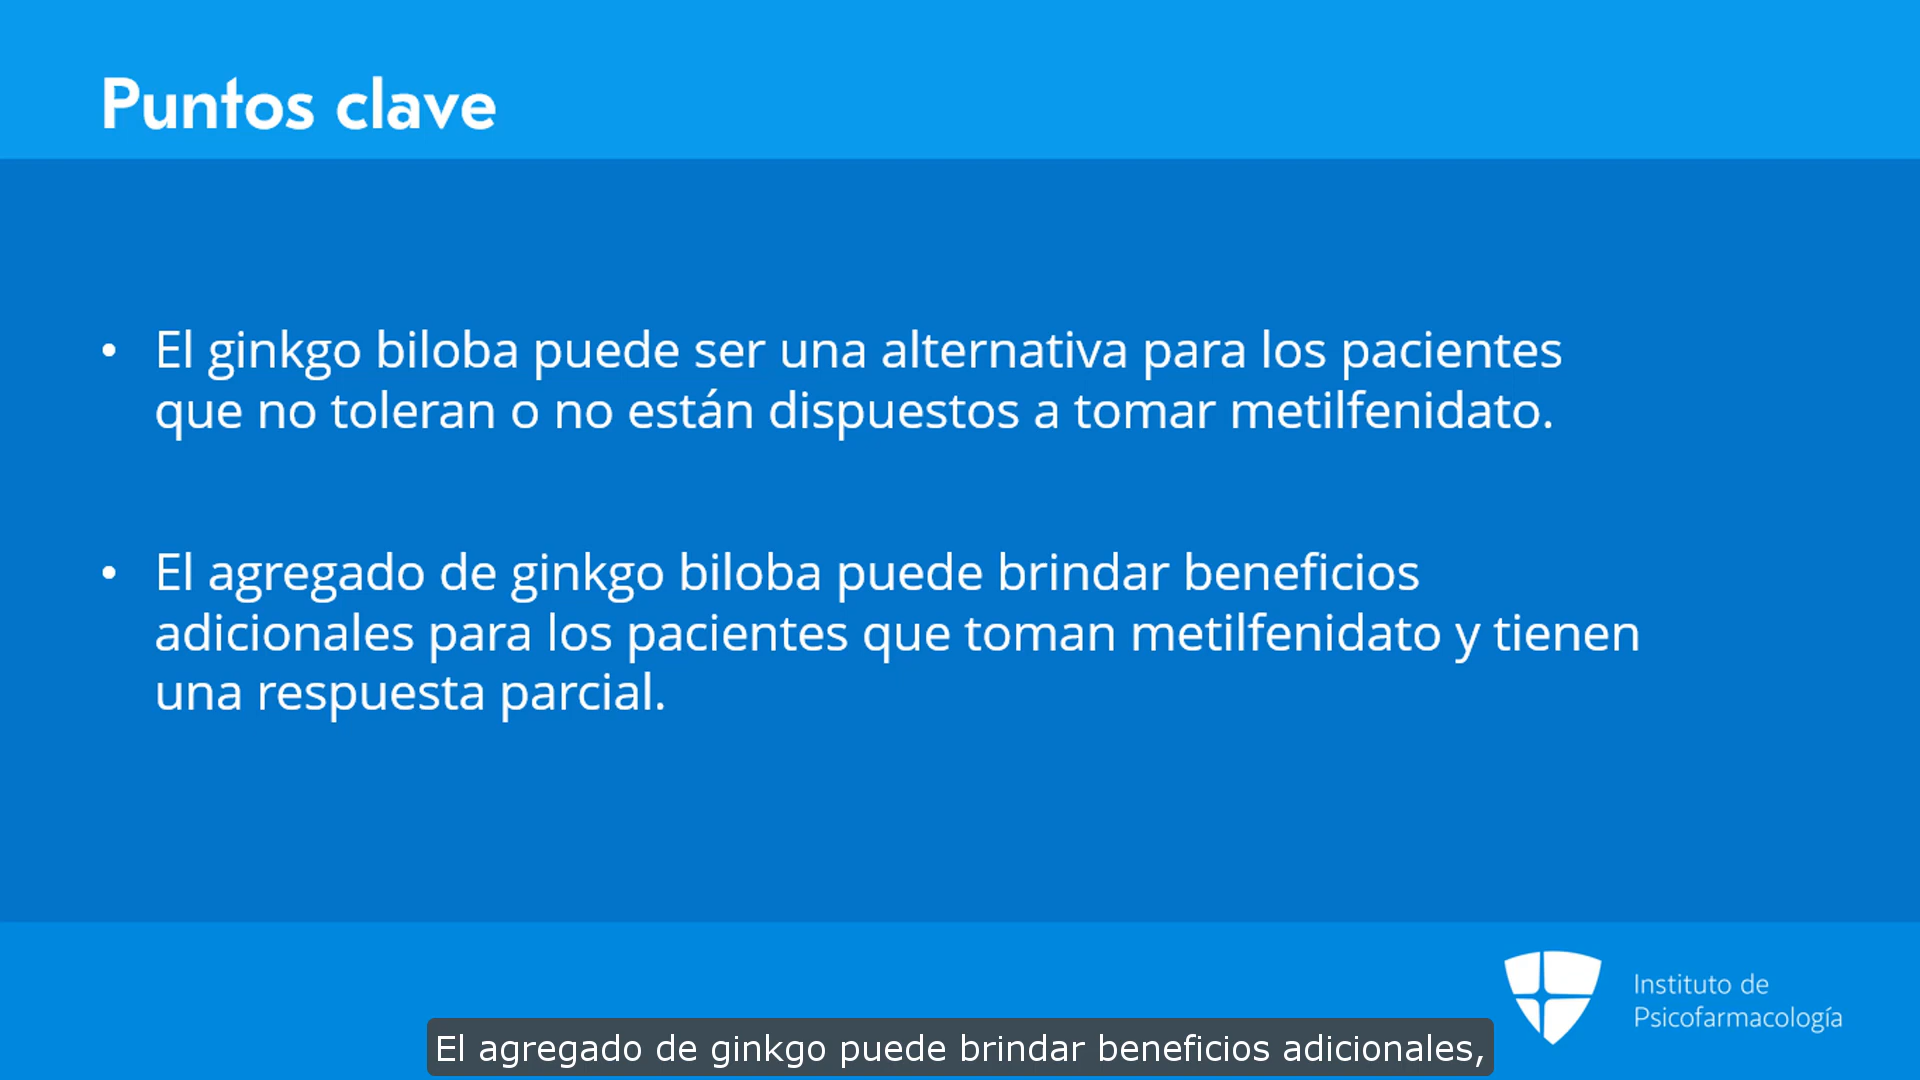 Puntos clave
• El ginkgo biloba puede ser una alternativa para los pacientes
que no toleran o no están dispuestos a tomar metilfenidato.
• El agregado de ginkgo biloba puede brindar beneficios
adicionales para los pacientes que toman metilfenidato y tienen
una respuesta parcial.
Instituto de
Psicofarmacología
El agregado de ginkgo puede brindar beneficios adicionales,